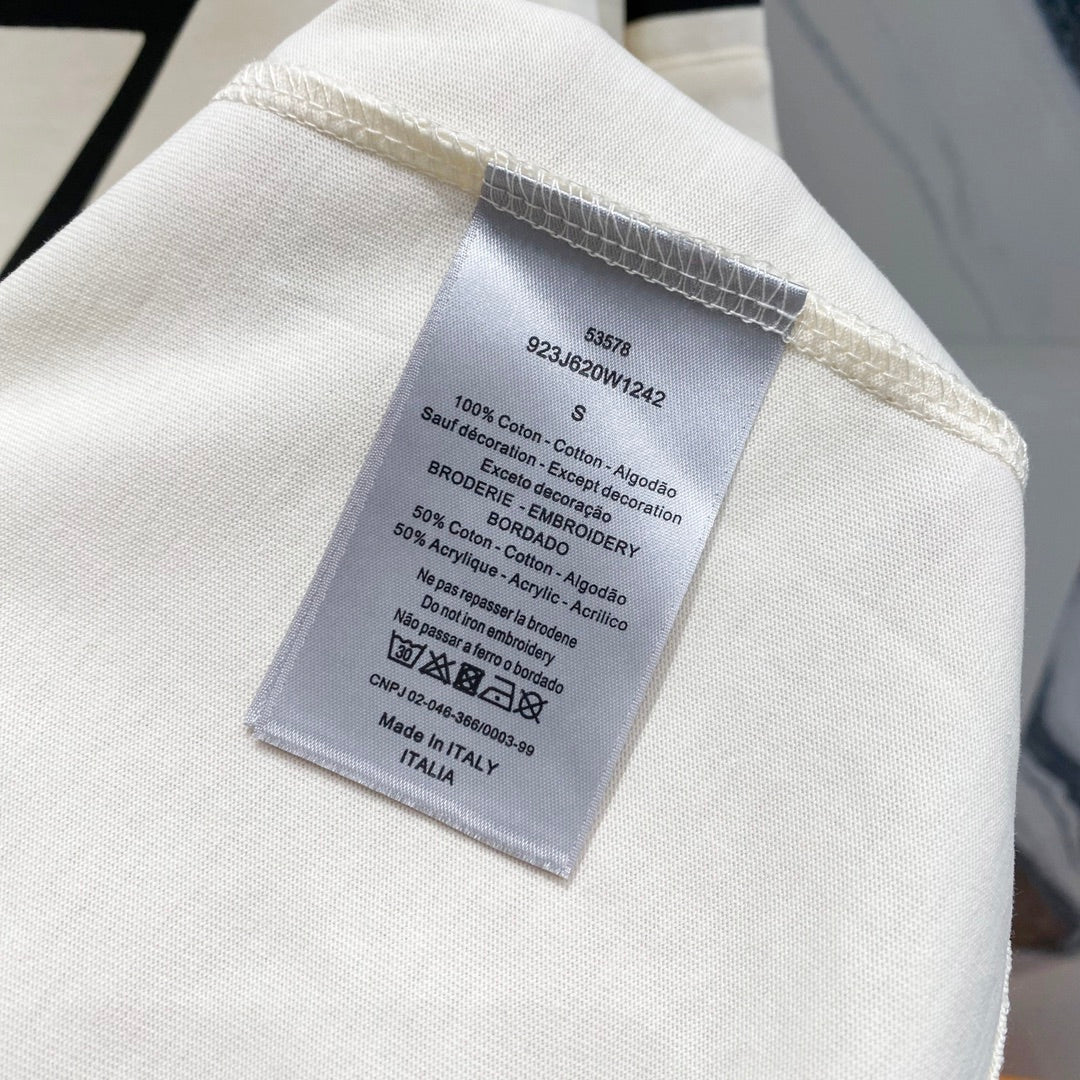 53578
923J620W1242
S
100% Coton - Cotton - Algodão
Sauf décoration - Except decoration
Exceto decoração
BRODERIE - EMBROIDERY
BORDADO
50% Coton - Cotton - Algodão
50% Acrylique - Acrylic - Acrilico
Ne pas repasser la brodene
Do not iron embroidery
Não passar a ferro o bordado
30
CNPJ 02-046-366/0003-99
Made In ITALY
ITALIA